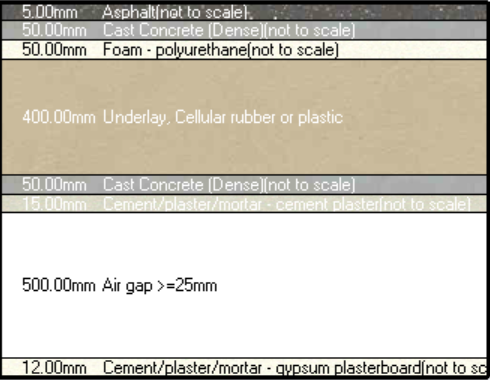 5.00mm Asphalt(not to scale)
50.00mm Cast Concrete (Dense)(not to scale)
50.00mm Foam - polyurethane(not to scale)
400.00mm Underlay, Cellular rubber or plastic
50.00mm Cast Concrete (Dense)(not to scale)
15.00mm Cement/plaster/mortar - cement plaster(not to scale)
500.00mm Air gap >=25mm
12.00mm Cement/plaster/mortar - gypsum plasterboard(not to sc